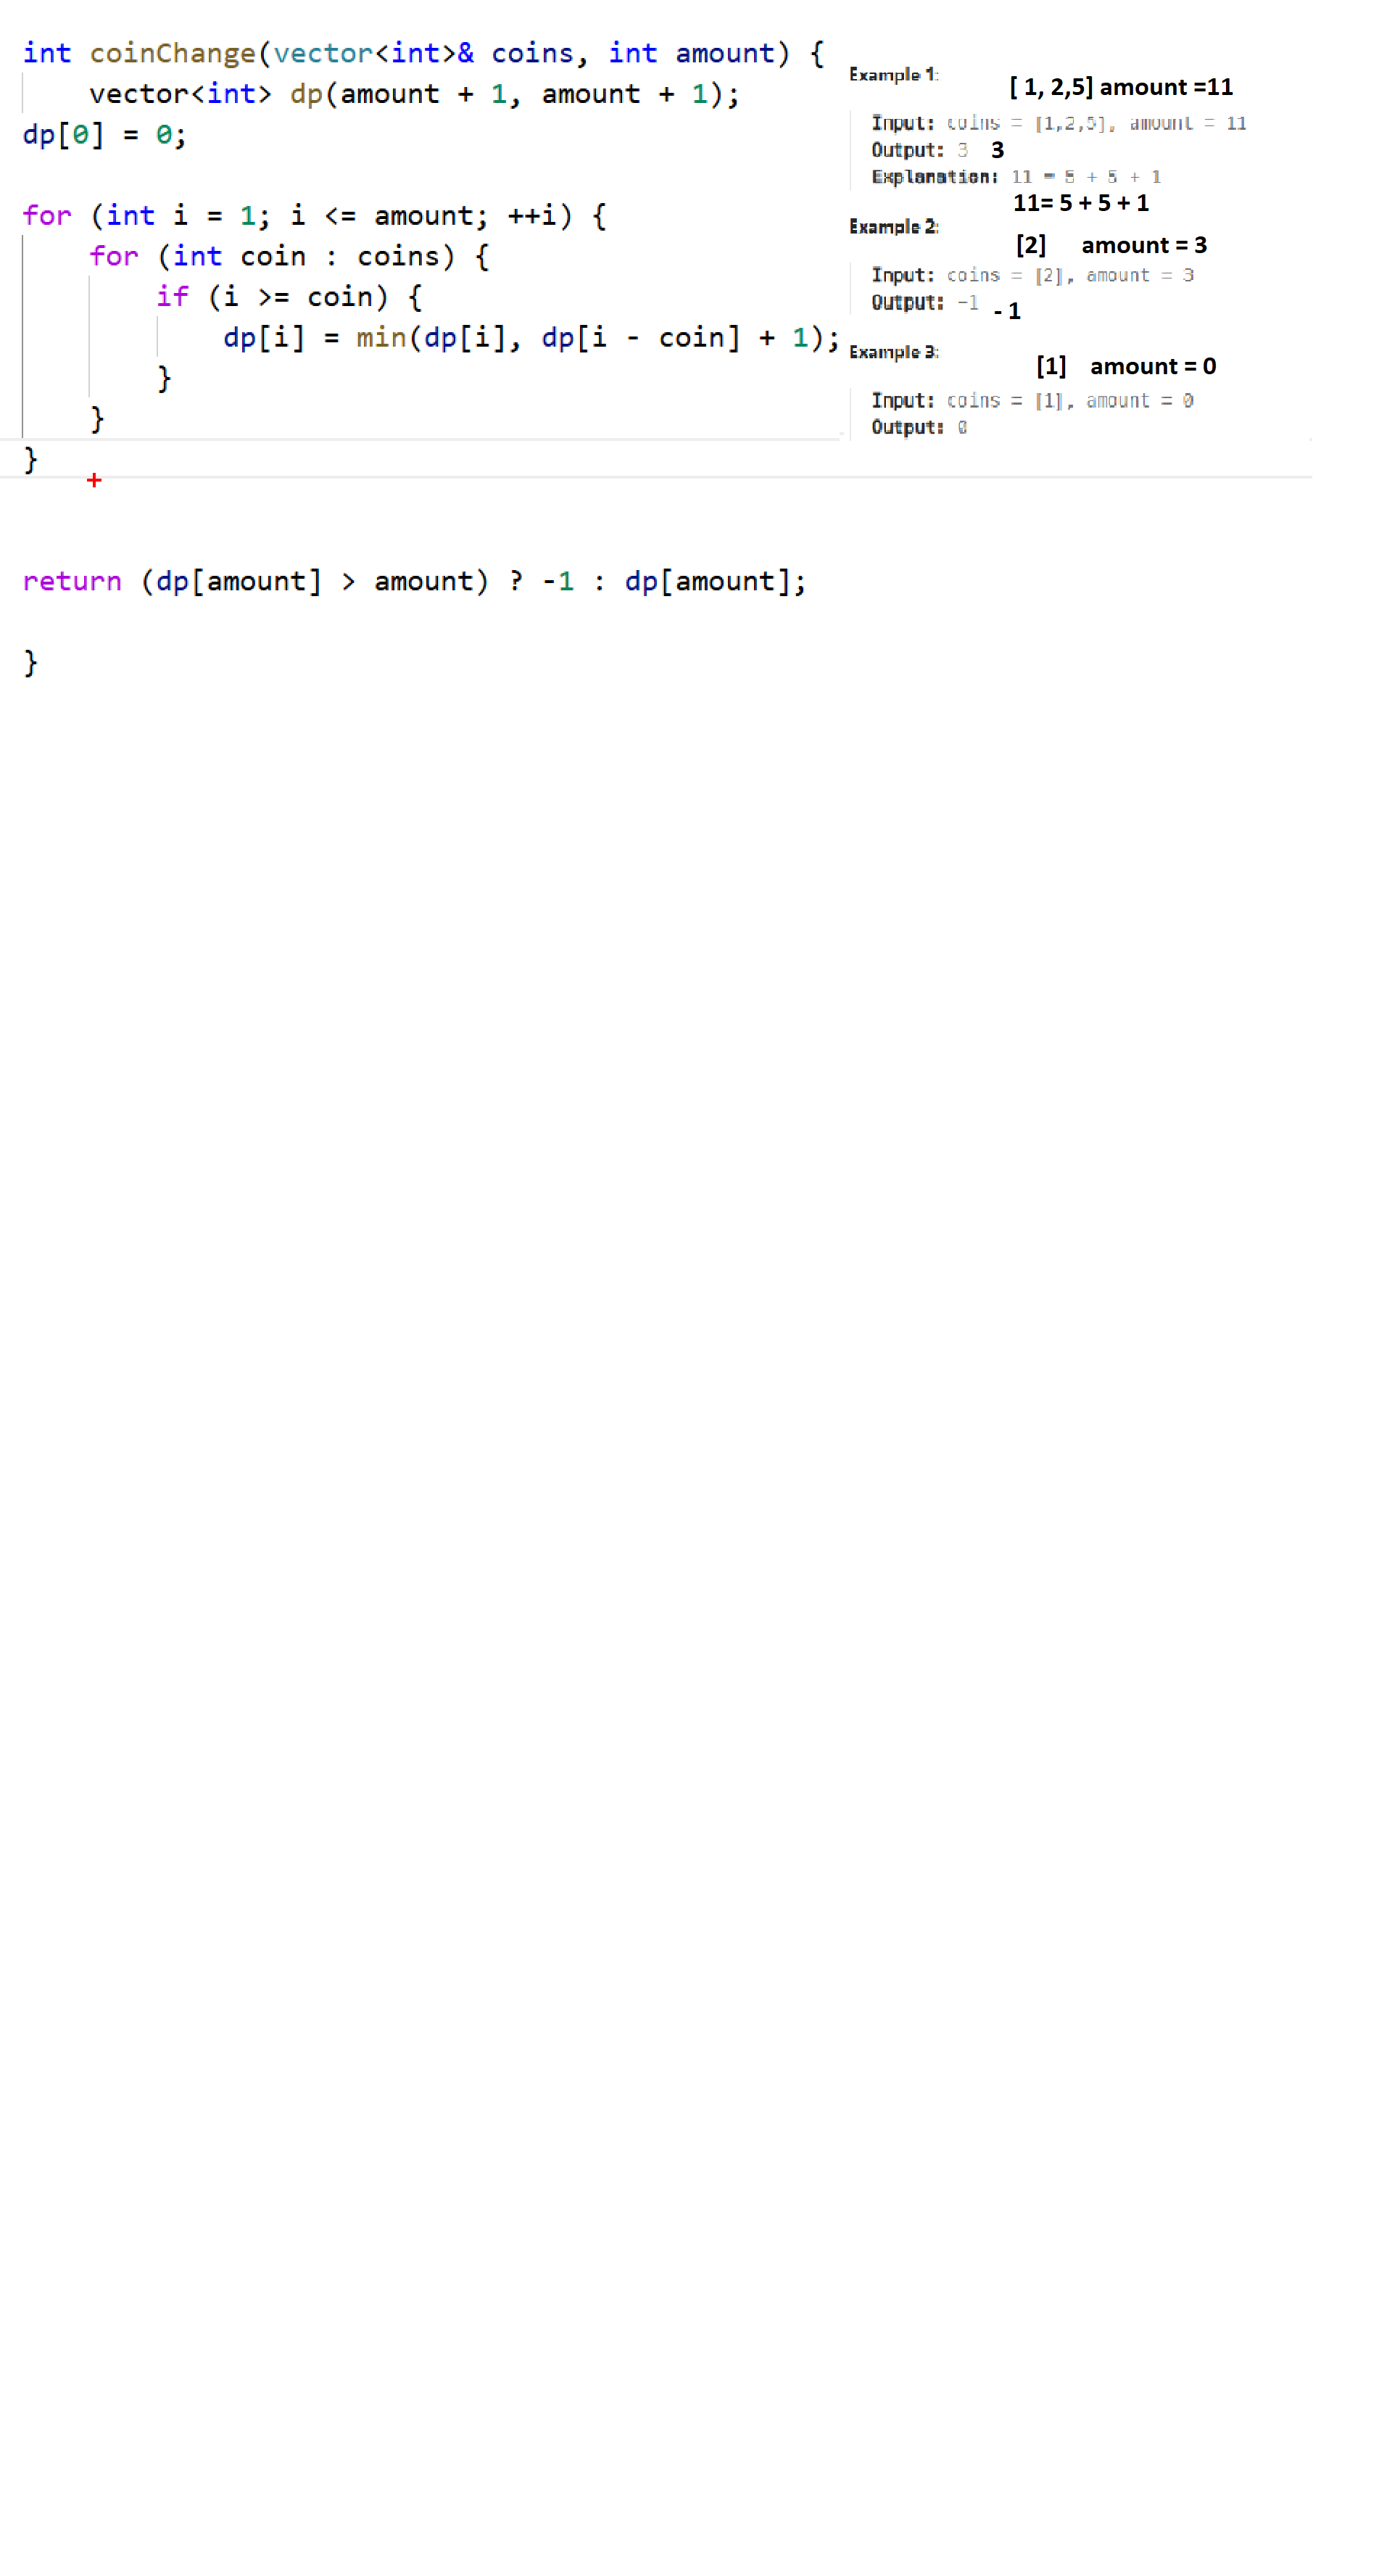 int coinChange(vector<int>& coins, int amount) {
vector<int> dp(amount + 1, amount + 1);
dp[0] = 0;
for (int i = 1; i <= amount; ++i) {
for (int coin : coins) {
if (i >= coin) {
dp[i] = min(dp[i], dp[i - coin] + 1);
}
}
}
return (dp[amount] > amount) ? -1 : dp[amount];
}
Example 1:
[ 1, 2,5] amount =11
Input: coins = [1,2,5], amount = 11
Output: 3 3
Explanation: 11 = 5 + 5 + 1
11= 5 + 5 + 1
Example 2:
[2] amount = 3
Input: coins = [2], amount = 3
Output: -1
- 1
Example 3:
[1] amount = 0
Input: coins = [1], amount = 0
Output: 0